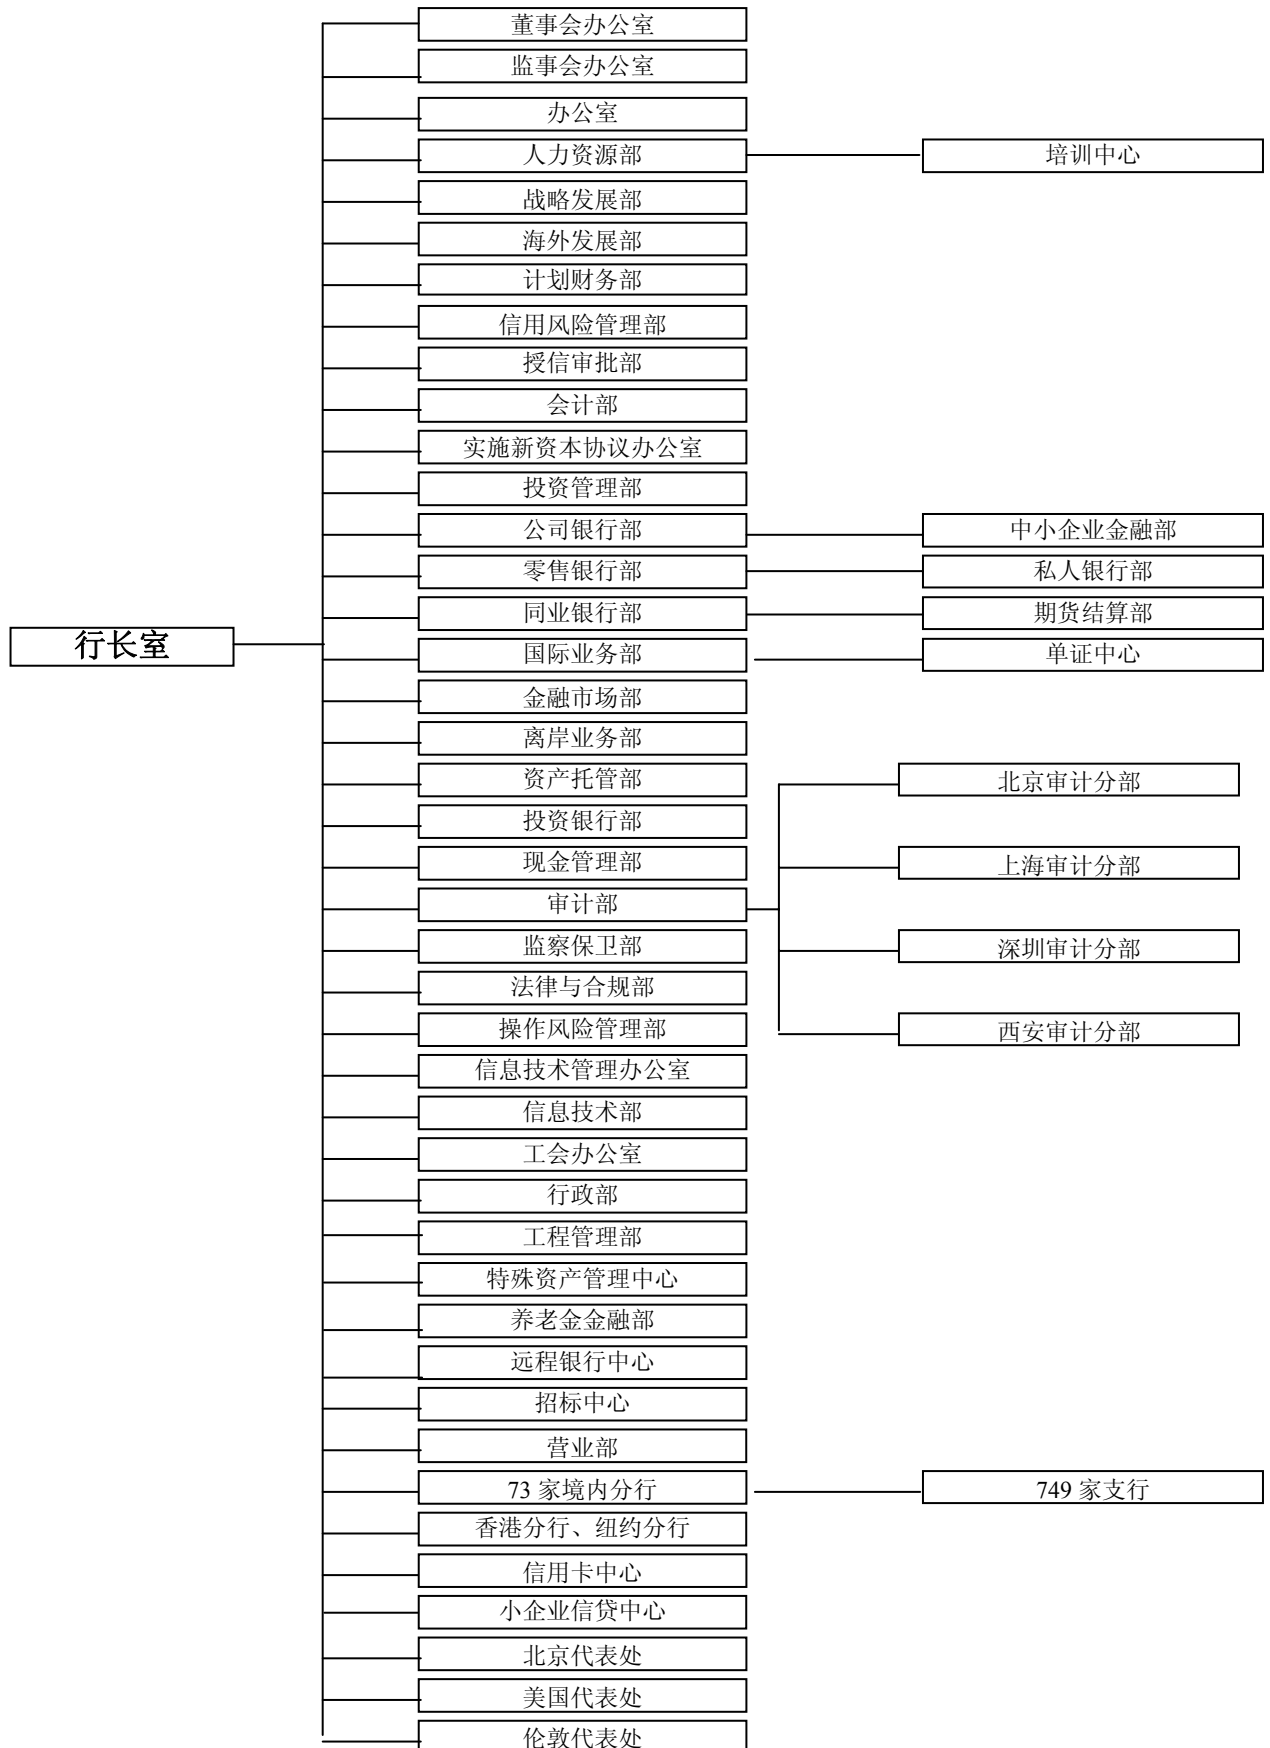 董事会办公室
监事会办公室
办公室
人力资源部
培训中心
战略发展部
海外发展部
计划财务部
信用风险管理部
授信审批部
会计部
实施新资本协议办公室
投资管理部
公司银行部
中小企业金融部
零售银行部
私人银行部
同业银行部
期货结算部
行长室
国际业务部
单证中心
金融市场部
离岸业务部
资产托管部
北京审计分部
投资银行部
现金管理部
上海审计分部
审计部
监察保卫部
深圳审计分部
法律与合规部
操作风险管理部
西安审计分部
信息技术管理办公室
信息技术部
工会办公室
行政部
工程管理部
特殊资产管理中心
养老金金融部
远程银行中心
招标中心
营业部
73 家境内分行
749 家支行
香港分行、纽约分行
信用卡中心
小企业信贷中心
北京代表处
美国代表处
伦敦代表处